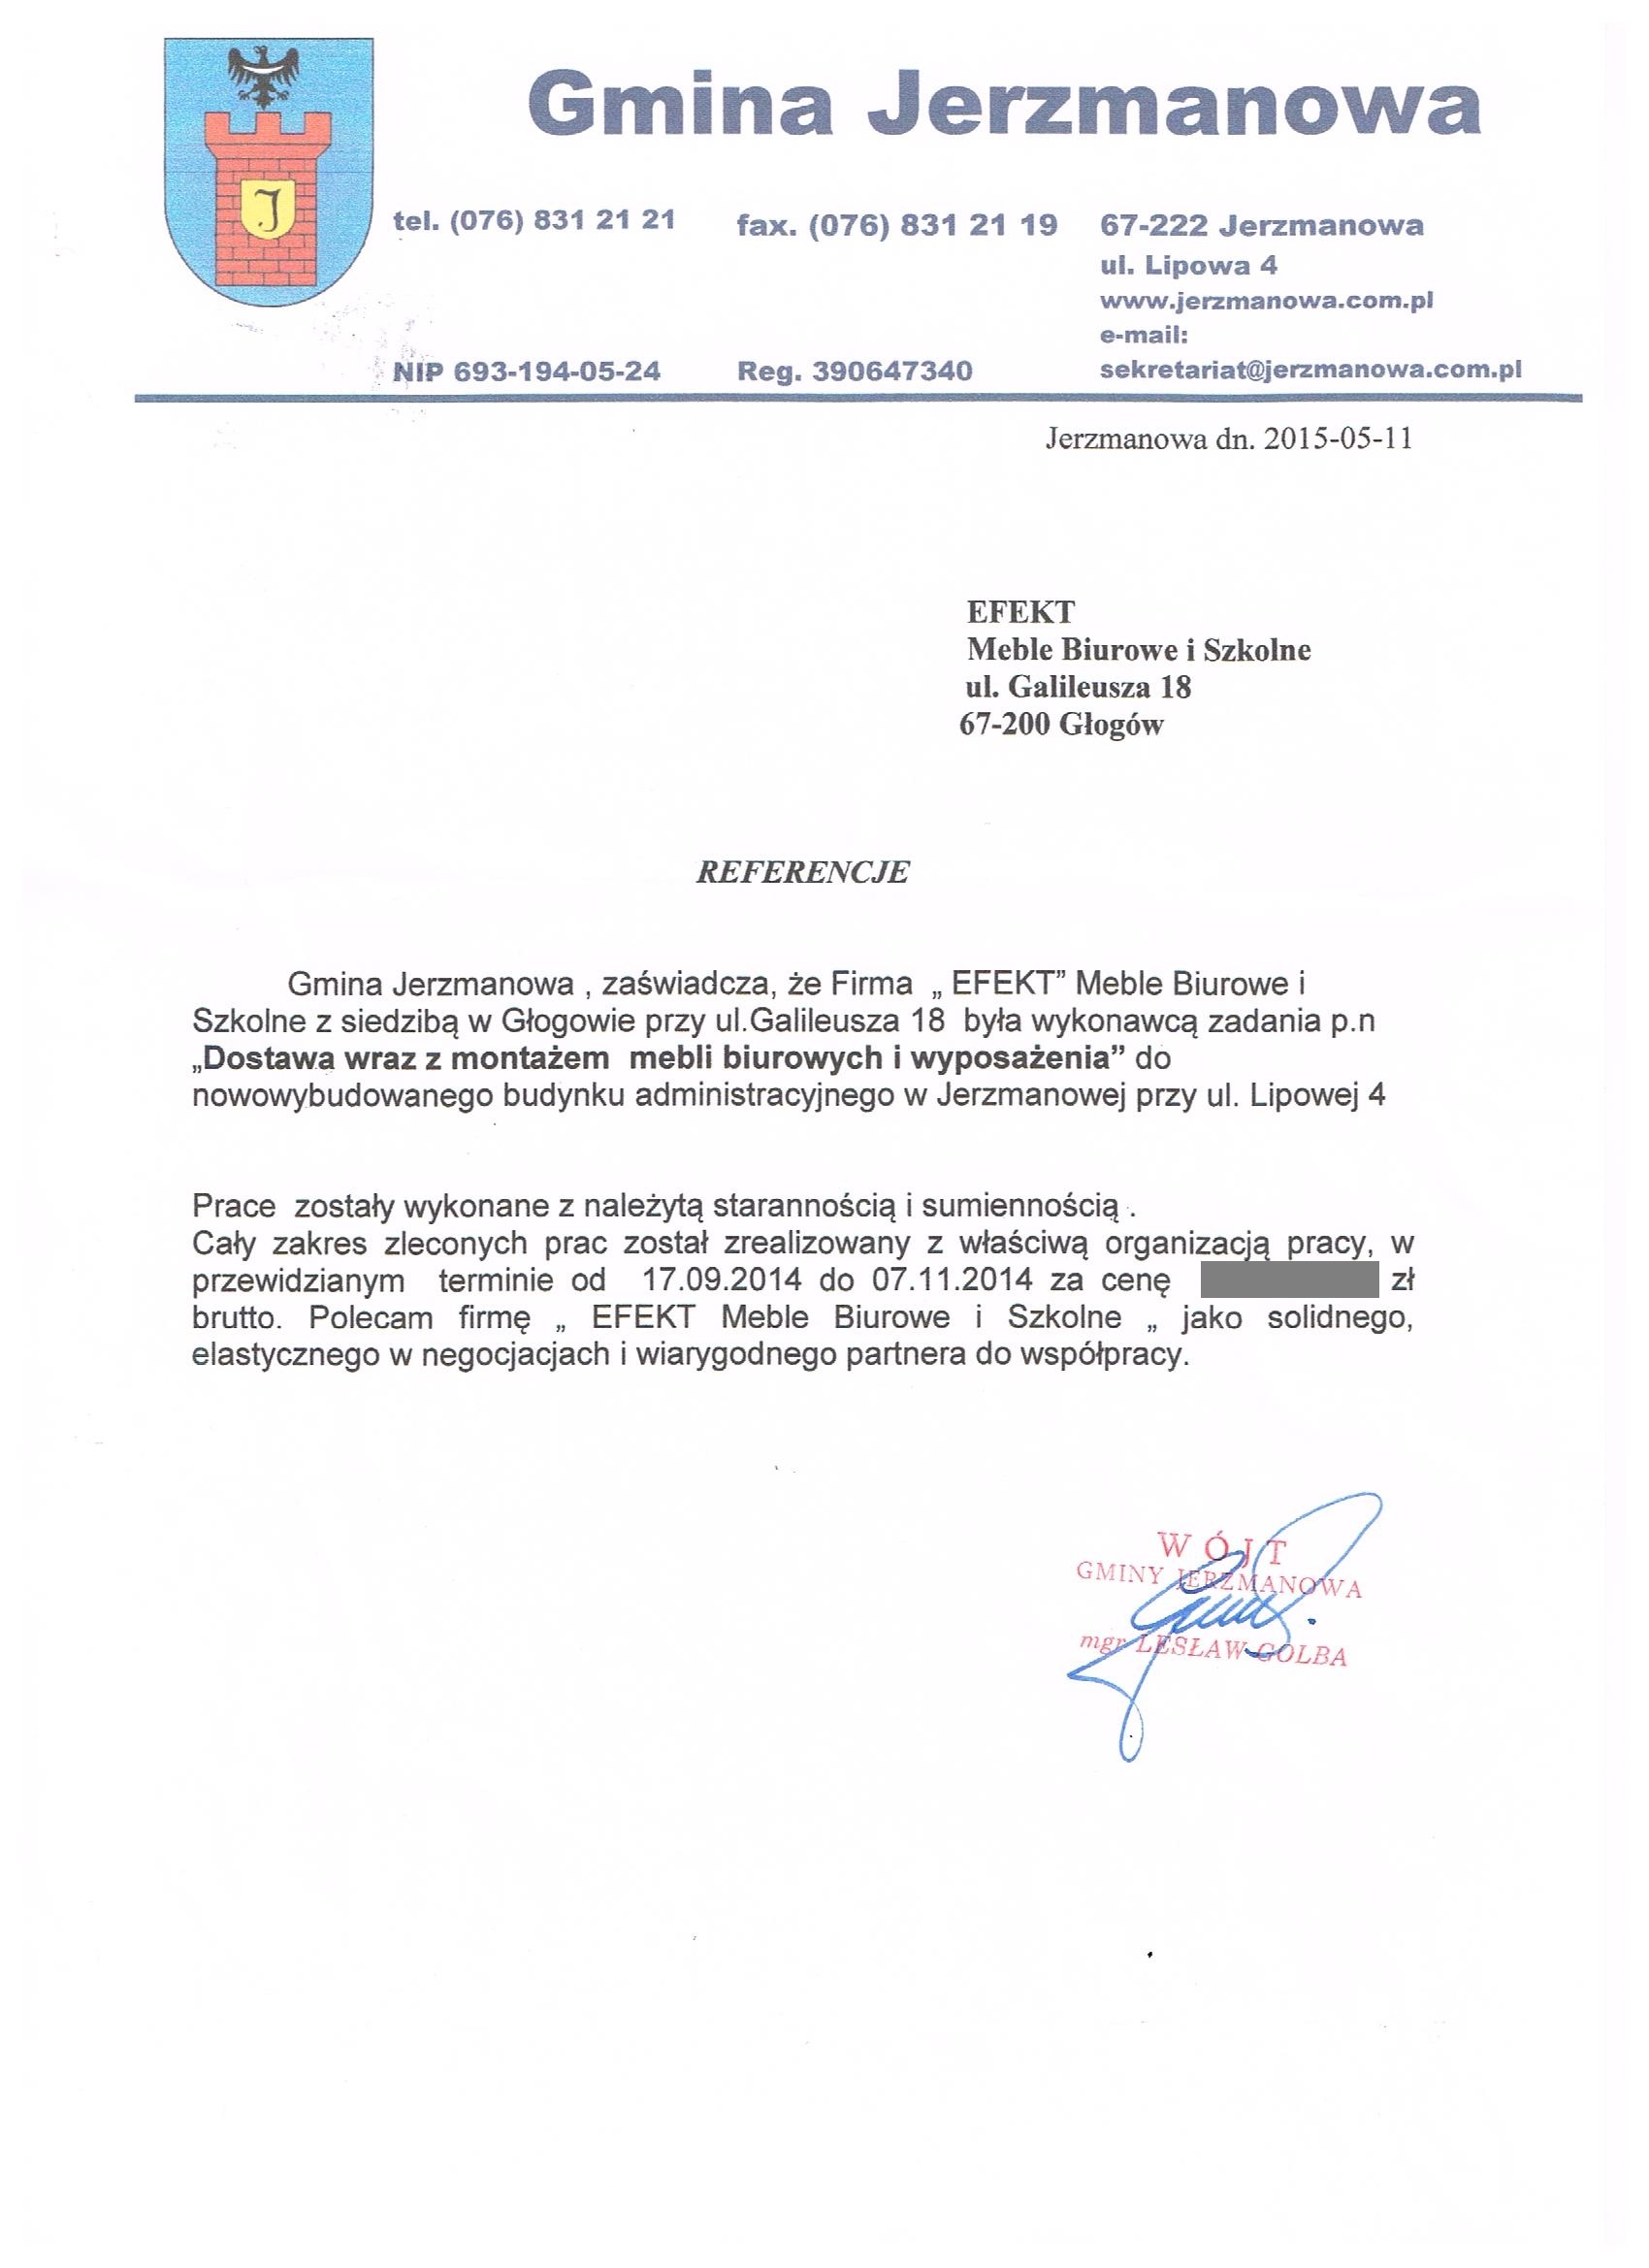 Gmina Jerzmanowa
J
tel. (076) 831 21 21 fax. (076) 831 21 19 67-222 Jerzmanowa
ul. Lipowa 4
www.jerzmanowa.com.pl
e-mail:
NIP 693-194-05-24 Reg. 390647340 sekretariat@jerzmanowa.com.pl
Jerzmanowa dn. 2015-05-11
EFEKT
Meble Biurowe i Szkolne
ul. Galileusza 18
67-200 Głogów
REFERENCJE
Gmina Jerzmanowa , zaświadcza, że Firma „ EFEKT” Meble Biurowe i
Szkolne z siedzibą w Głogowie przy ul.Galileusza 18 była wykonawcą zadania p.n
„Dostawa wraz z montażem mebli biurowych i wyposażenia” do
nowowybudowanego budynku administracyjnego w Jerzmanowej przy ul. Lipowej 4
Prace zostały wykonane z należytą starannością i sumiennością .
Cały zakres zleconych prac został zrealizowany z właściwą organizacją pracy, w
przewidzianym terminie od 17.09.2014 do 07.11.2014 za cenę zł
brutto. Polecam firmę „ EFEKT Meble Biurowe i Szkolne „ jako solidnego,
elastycznego w negocjacjach i wiarygodnego partnera do współpracy.
WÓJT
GMINY JERZMANOWA
mgr LESŁAW GOLBA